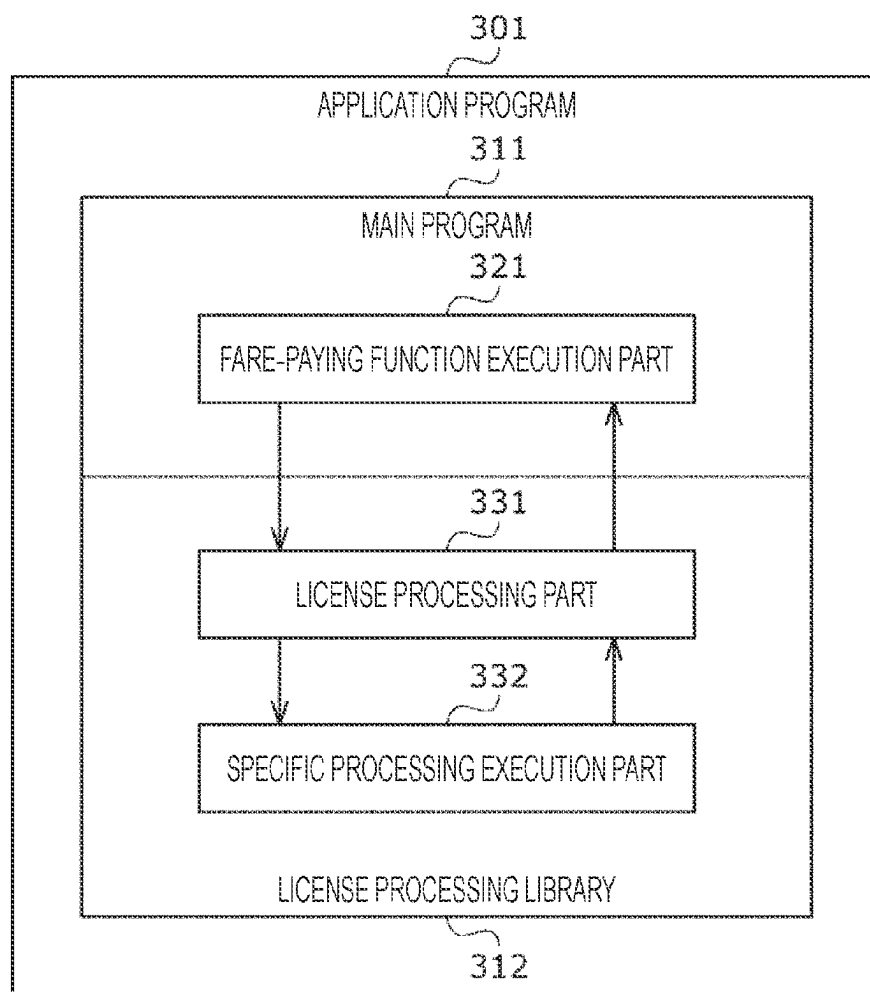 301
APPLICATION PROGRAM
311
MAIN PROGRAM
321
FARE-PAYING FUNCTION EXECUTION PART
331
LICENSE PROCESSING PART
332
SPECIFIC PROCESSING EXECUTION PART
LICENSE PROCESSING LIBRARY
312